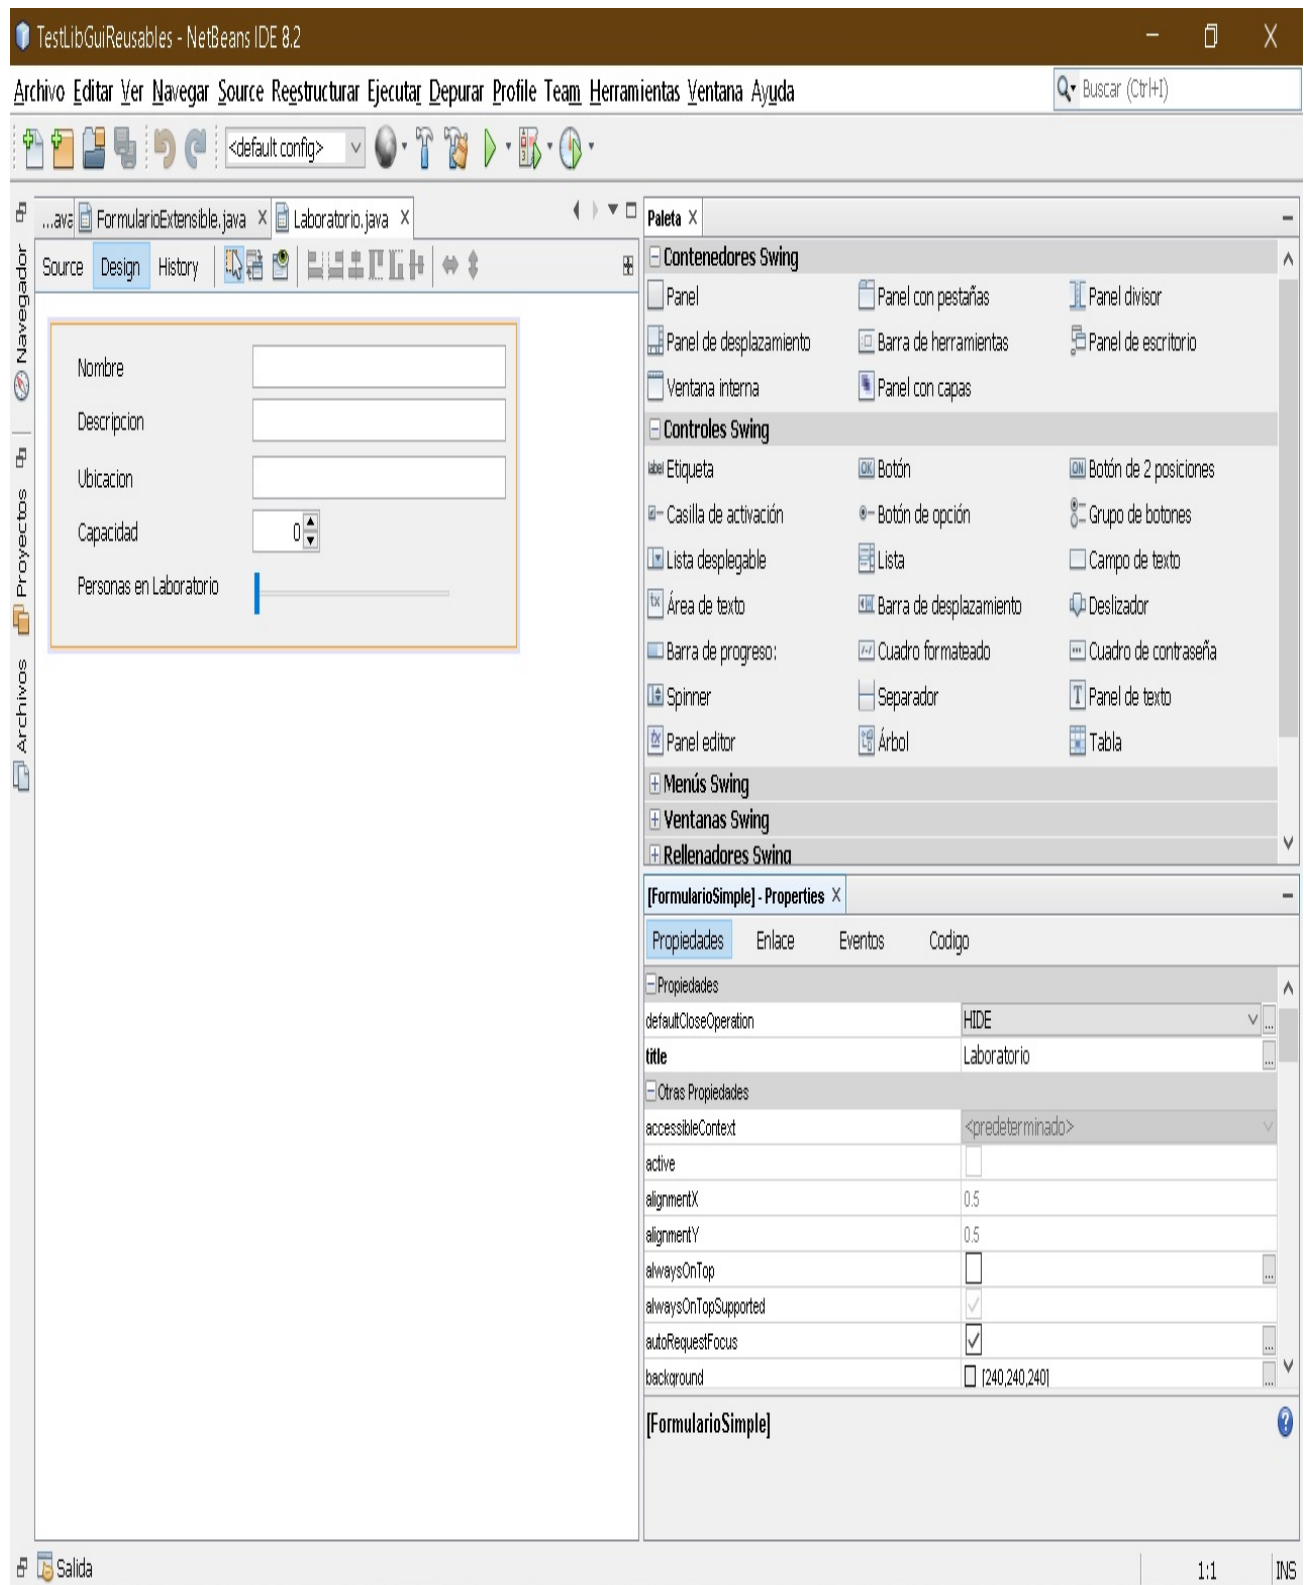 TestLibGuiReusables - NetBeans IDE 8.2
Archivo Editar Ver Navegar Source Reestructurar Ejecutar Depurar Profile Team Herramientas Ventana Ayuda
Buscar (Ctrl+I)
<default config>
...ava FormularioExtensible.java X Laboratorio.java X
Source Design History
Navegador
Proyectos
Archivos
Nombre
Descripcion
Ubicacion
Capacidad 0
Personas en Laboratorio
Paleta X
Contenedores Swing
Panel Panel con pestañas Panel divisor
Panel de desplazamiento Barra de herramientas Panel de escritorio
Ventana interna Panel con capas
Controles Swing
label Etiqueta OK Botón ON Botón de 2 posiciones
Casilla de activación Botón de opción Grupo de botones
Lista desplegable Lista Campo de texto
tx Área de texto Barra de desplazamiento Deslizador
Barra de progreso: Cuadro formateado Cuadro de contraseña
Spinner Separador T Panel de texto
tx Panel editor Árbol Tabla
Menús Swing
Ventanas Swing
Rellenadores Swing
[FormularioSimple] - Properties X
Propiedades Enlace Eventos Codigo
Propiedades
defaultCloseOperation HIDE ...
title Laboratorio ...
Otras Propiedades
accessibleContext <predeterminado>
active
alignmentX 0.5
alignmentY 0.5
alwaysOnTop ...
alwaysOnTopSupported
autoRequestFocus ...
background [240,240,240] ...
[FormularioSimple]
Salida
1:1 INS